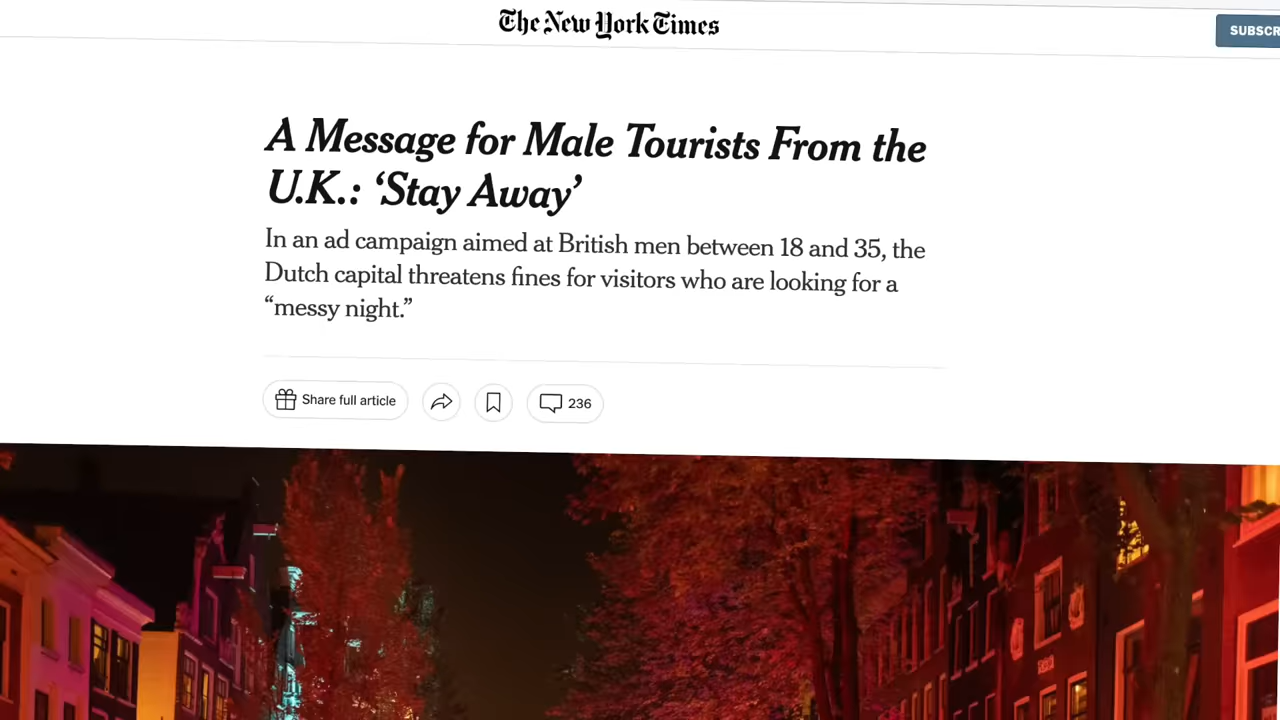 The New York Times
SUBSCR
A Message for Male Tourists From the
U.K.: ‘Stay Away’
In an ad campaign aimed at British men between 18 and 35, the
Dutch capital threatens fines for visitors who are looking for a
“messy night.”
Share full article
236